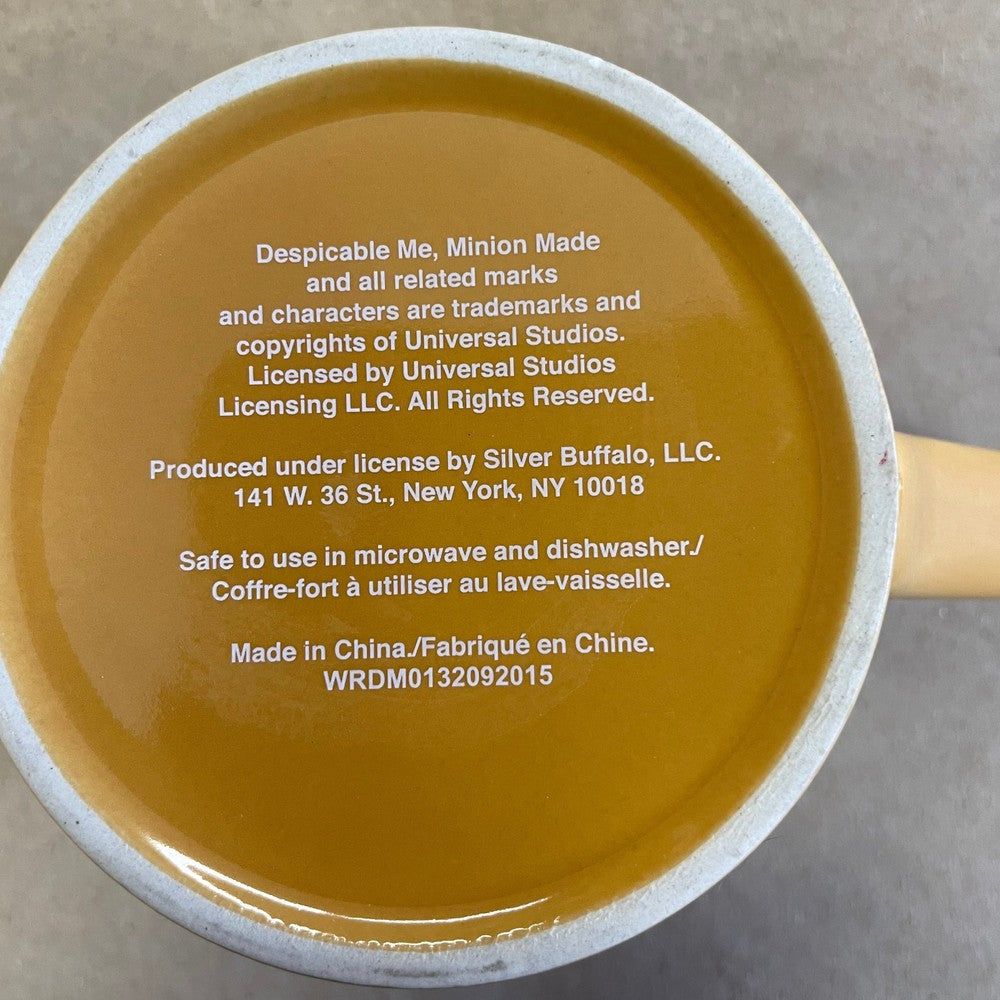 Despicable Me, Minion Made
and all related marks
and characters are trademarks and
copyrights of Universal Studios.
Licensed by Universal Studios
Licensing LLC. All Rights Reserved.
Produced under license by Silver Buffalo, LLC.
141 W. 36 St., New York, NY 10018
Safe to use in microwave and dishwasher./
Coffre-fort à utiliser au lave-vaisselle.
Made in China./Fabriqué en Chine.
WRDM0132092015